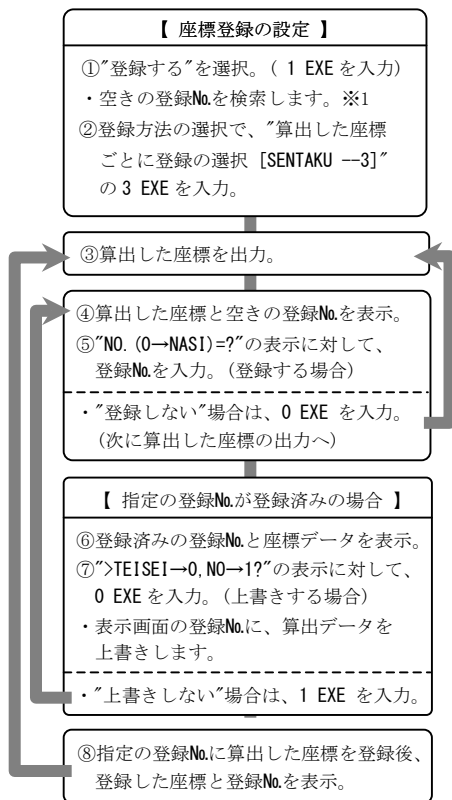 【 座標登録の設定 】
①"登録する"を選択。( 1 EXE を入力)
・空きの登録№を検索します。※1
②登録方法の選択で、"算出した座標
ごとに登録の選択 [SENTAKU --3]"
の 3 EXE を入力。
③算出した座標を出力。
④算出した座標と空きの登録№を表示。
⑤"NO. (0→NASI)=?"の表示に対して、
登録№を入力。(登録する場合)
・"登録しない"場合は、0 EXE を入力。
(次に算出した座標の出力へ)
【 指定の登録№が登録済みの場合 】
⑥登録済みの登録№と座標データを表示。
⑦">TEISEI→0, NO→1?"の表示に対して、
0 EXE を入力。(上書きする場合)
・表示画面の登録№に、算出データを
上書きします。
・"上書きしない"場合は、1 EXE を入力。
⑧指定の登録№に算出した座標を登録後、
登録した座標と登録№を表示。